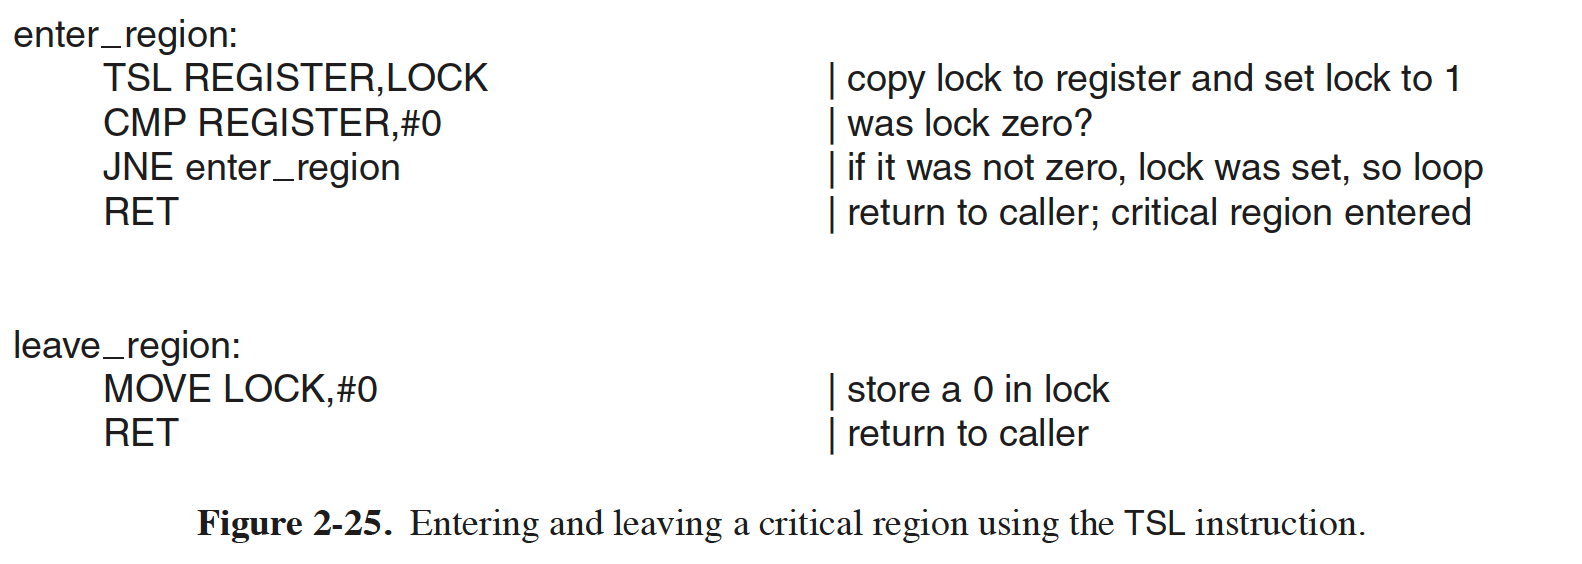 enter_region:
TSL REGISTER,LOCK | copy lock to register and set lock to 1
CMP REGISTER,#0 | was lock zero?
JNE enter_region | if it was not zero, lock was set, so loop
RET | return to caller; critical region entered
leave_region:
MOVE LOCK,#0 | store a 0 in lock
RET | return to caller
Figure 2-25. Entering and leaving a critical region using the TSL instruction.